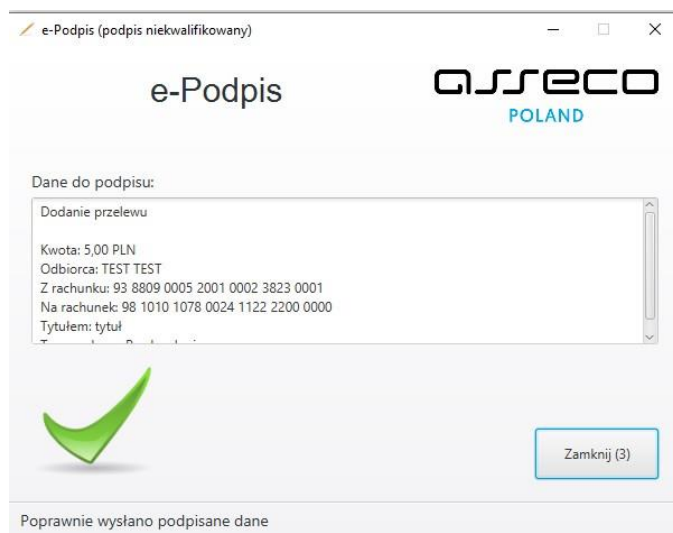 e-Podpis (podpis niekwalifikowany)
e-Podpis
asseco
POLAND
Dane do podpisu:
Dodanie przelewu
Kwota: 5,00 PLN
Odbiorca: TEST TEST
Z rachunku: 93 8809 0005 2001 0002 3823 0001
Na rachunek: 98 1010 1078 0024 1122 2200 0000
Tytułem: tytuł
Zamknij (3)
Poprawnie wysłano podpisane dane